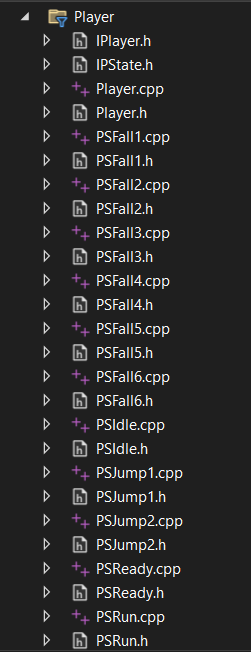 Player
IPlayer.h
IPState.h
Player.cpp
Player.h
PSFall1.cpp
PSFall1.h
PSFall2.cpp
PSFall2.h
PSFall3.cpp
PSFall3.h
PSFall4.cpp
PSFall4.h
PSFall5.cpp
PSFall5.h
PSFall6.cpp
PSFall6.h
PSIdle.cpp
PSIdle.h
PSJump1.cpp
PSJump1.h
PSJump2.cpp
PSJump2.h
PSReady.cpp
PSReady.h
PSRun.cpp
PSRun.h